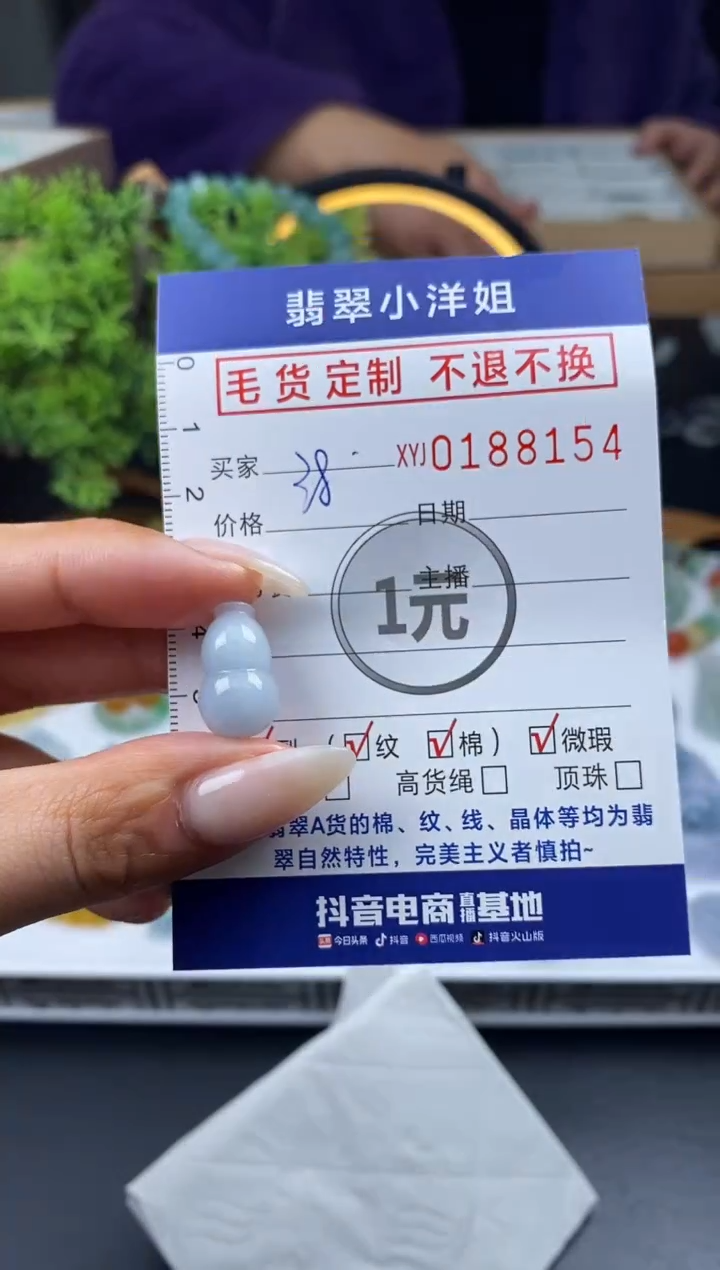 翡翠小洋姐
毛货定制 不退不换
0
1
2
4
买家 38 XYJ0188154
价格 日期
主播
1元
(☑纹 ☑棉) ☑微瑕
高货绳□ 顶珠□
翡翠A货的棉、纹、线、晶体等均为翡
翠自然特性，完美主义者慎拍~
抖音电商直播基地
今日头条 抖音 西瓜视频 抖音火山版